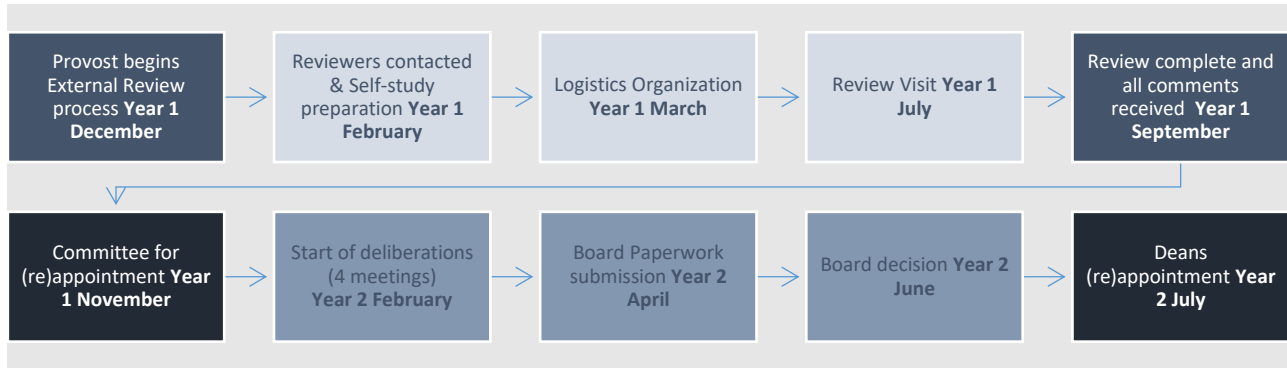 Provost begins
External Review
process Year 1
December
Reviewers contacted
& Self-study
preparation Year 1
February
Logistics Organization
Year 1 March
Review Visit Year 1
July
Review complete and
all comments
received Year 1
September
Committee for
(re)appointment Year
1 November
Start of deliberations
(4 meetings)
Year 2 February
Board Paperwork
submission Year 2
April
Board decision Year 2
June
Deans
(re)appointment Year
2 July